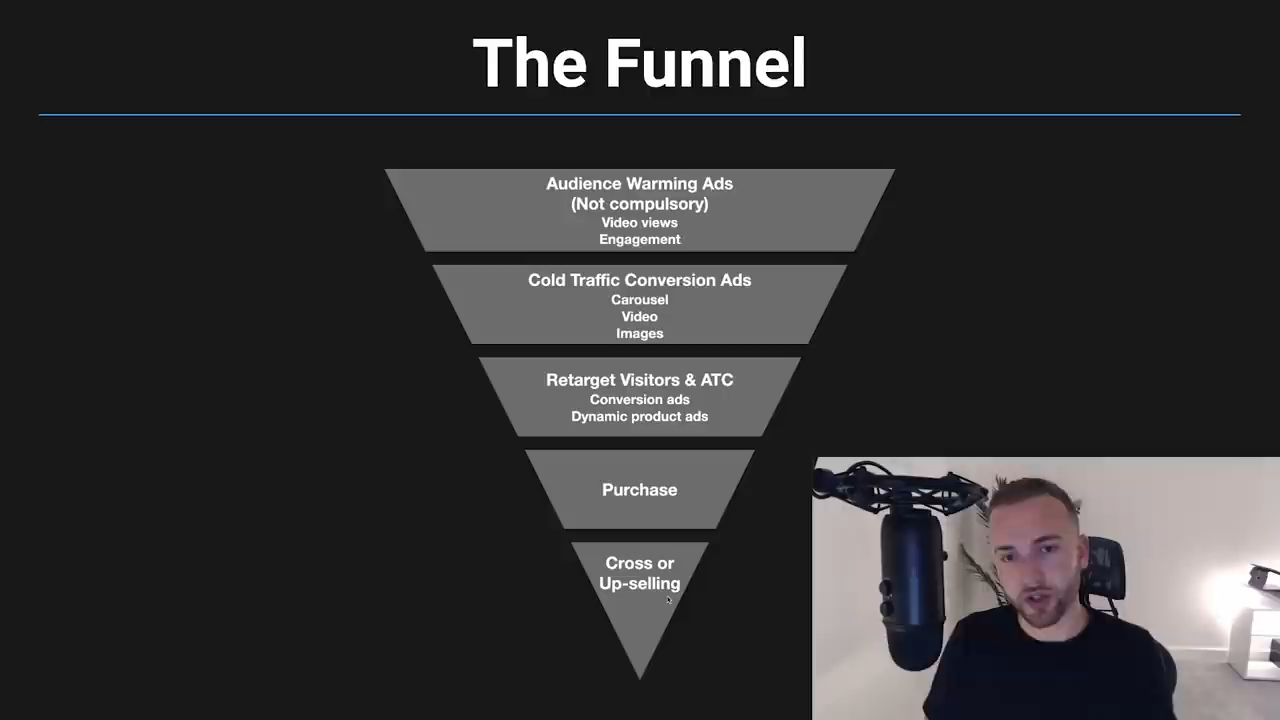 The Funnel
Audience Warming Ads
(Not compulsory)
Video views
Engagement
Cold Traffic Conversion Ads
Carousel
Video
Images
Retarget Visitors & ATC
Conversion ads
Dynamic product ads
Purchase
Cross or
Up-selling